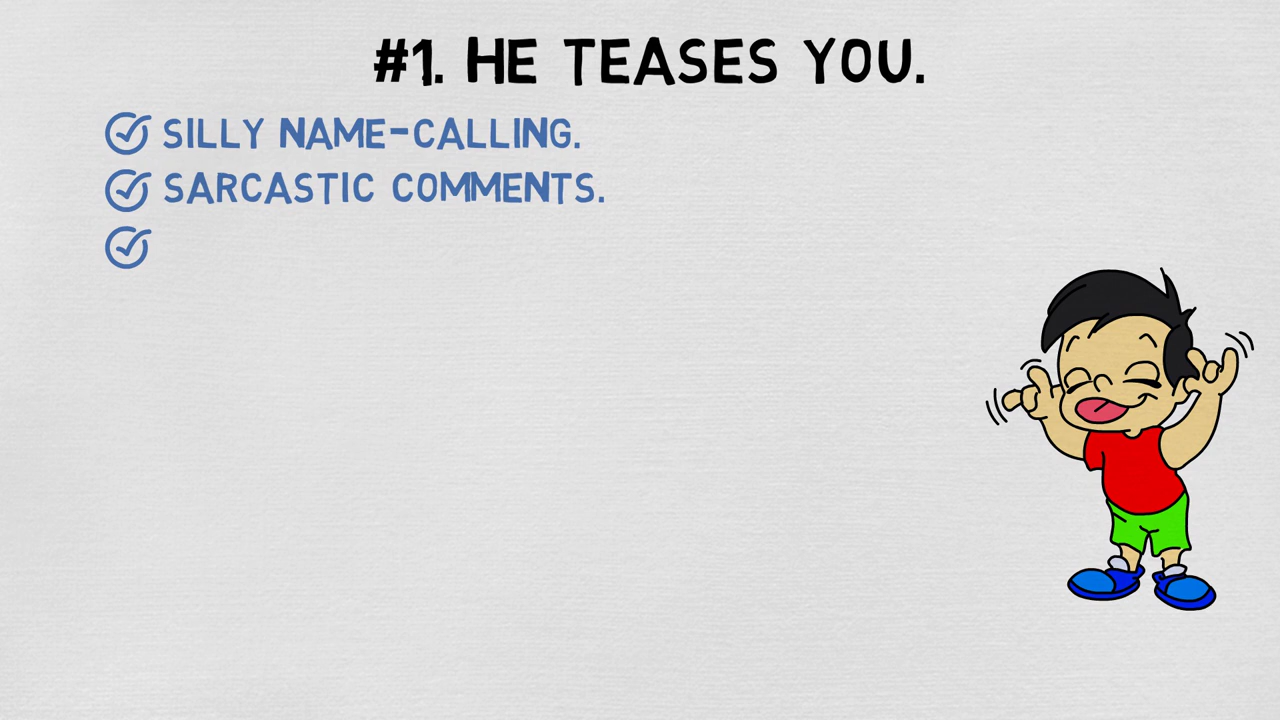 #1. HE TEASES YOU.
SILLY NAME-CALLING.
SARCASTIC COMMENTS.